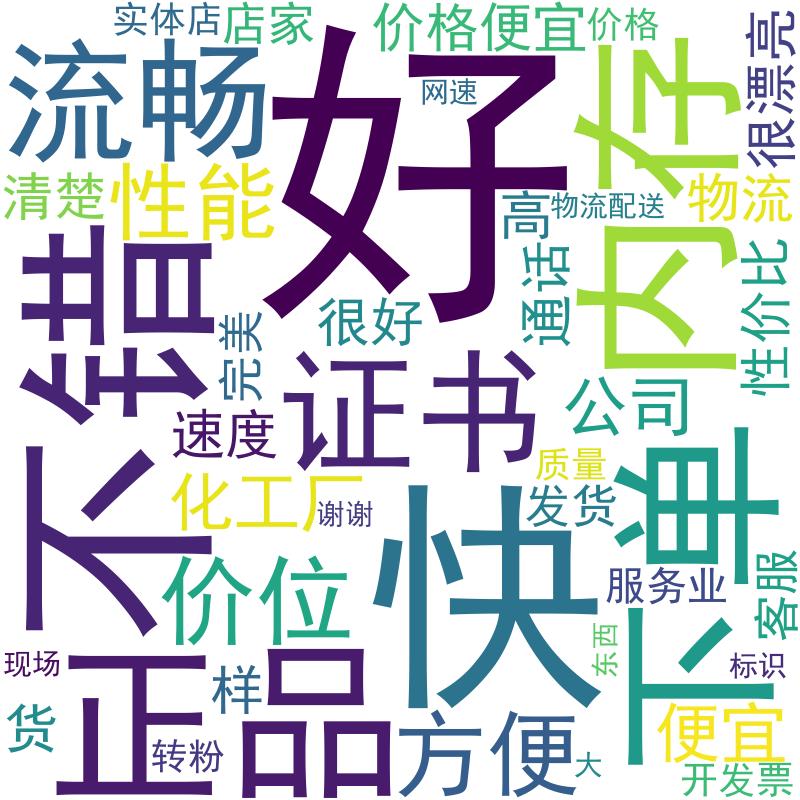 实体店
店家
价格便宜
价格
很漂亮
流畅
好
网速
内存
清楚
性能
高
物流配送
物流
不错
完美
很好
通话
性价比
速度
证书
公司
化工厂
谢谢
质量
发货
下单
快
价位
服务业
客服
现场
正品
样
货
转粉
方便
大
东西
标识
便宜
开发票